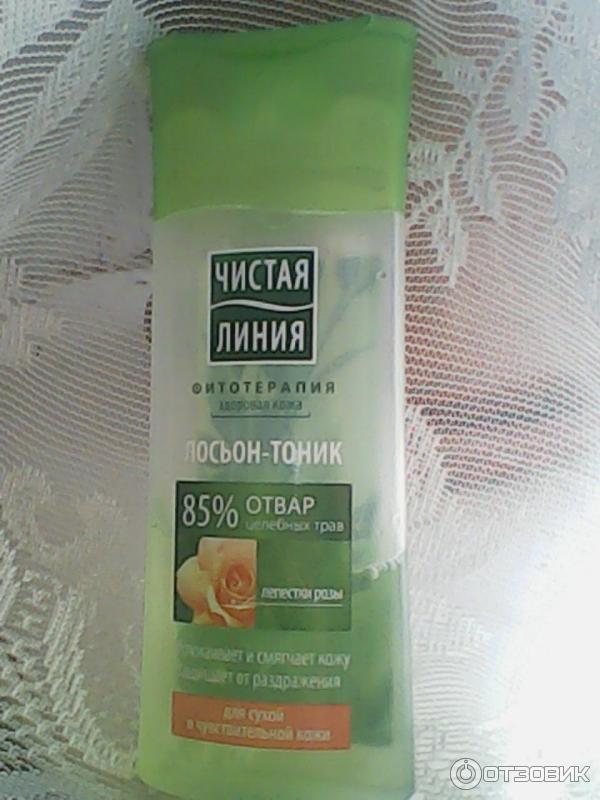 ЧИСТАЯ
ЛИНИЯ
ФИТОТЕРАПИЯ
здоровая кожа
ЛОСЬОН-ТОНИК
85% ОТВАР
целебных трав
лепестки розы
и смягчает кожу
от раздражения
для сухой
и чувствительной кожи
ОТЗОВИК